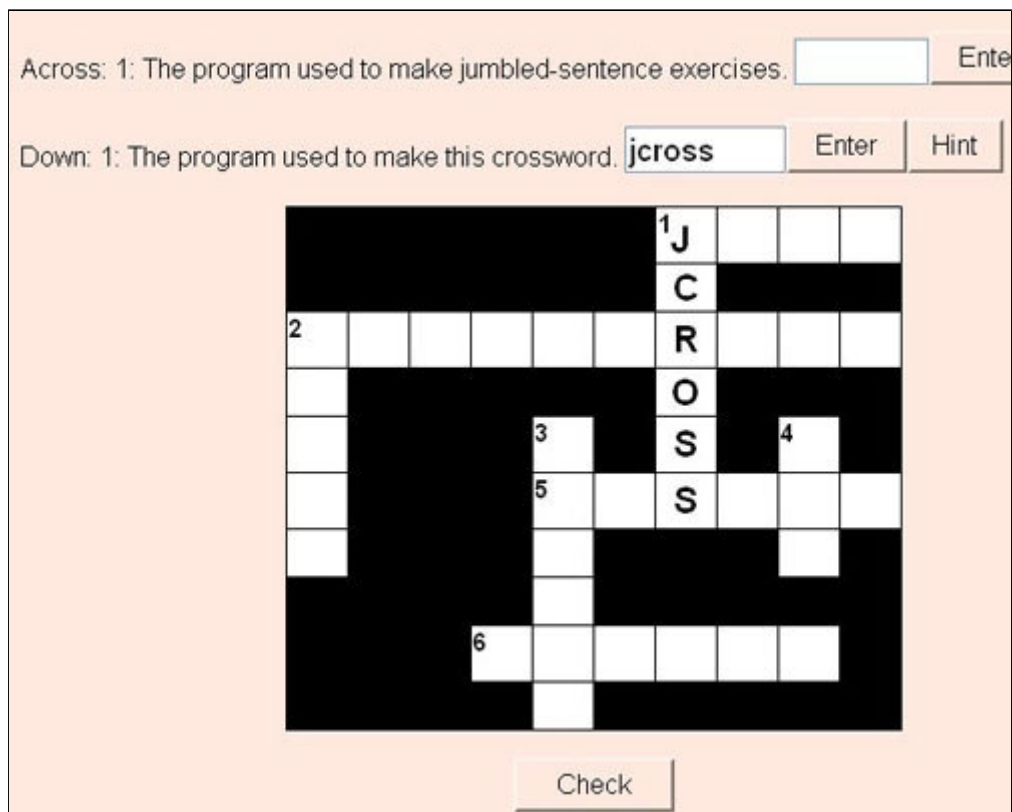 Across: 1: The program used to make jumbled-sentence exercises. Ente
Down: 1: The program used to make this crossword. jcross Enter Hint
1 J
C
2 R
O
3 S 4
5 S
6
Check